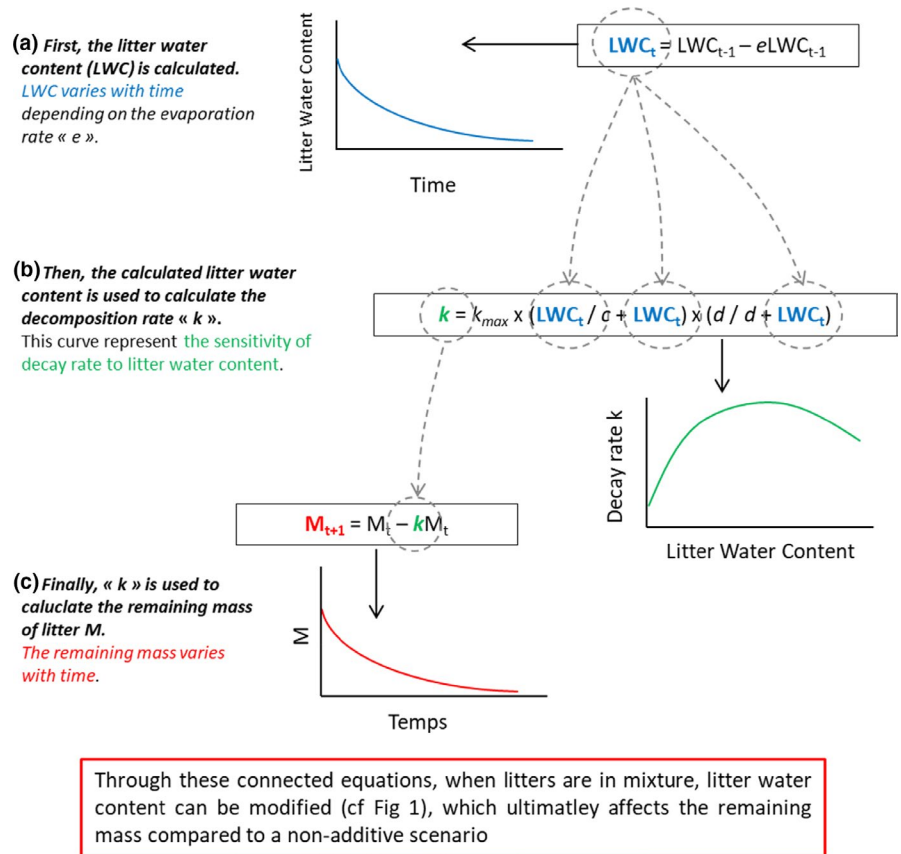 (a) First, the litter water
content (LWC) is calculated.
LWC varies with time
depending on the evaporation
rate « e ».
Litter Water Content
Time
LWCt = LWCt-1 – eLWCt-1
(b) Then, the calculated litter water
content is used to calculate the
decomposition rate « k ».
This curve represent the sensitivity of
decay rate to litter water content.
k = kmax x (LWCt / c + LWCt) x (d / d + LWCt)
Decay rate k
Litter Water Content
Mt+1 = Mt – kMt
(c) Finally, « k » is used to
caluclate the remaining mass
of litter M.
The remaining mass varies
with time.
M
Temps
Through these connected equations, when litters are in mixture, litter water
content can be modified (cf Fig 1), which ultimatley affects the remaining
mass compared to a non-additive scenario